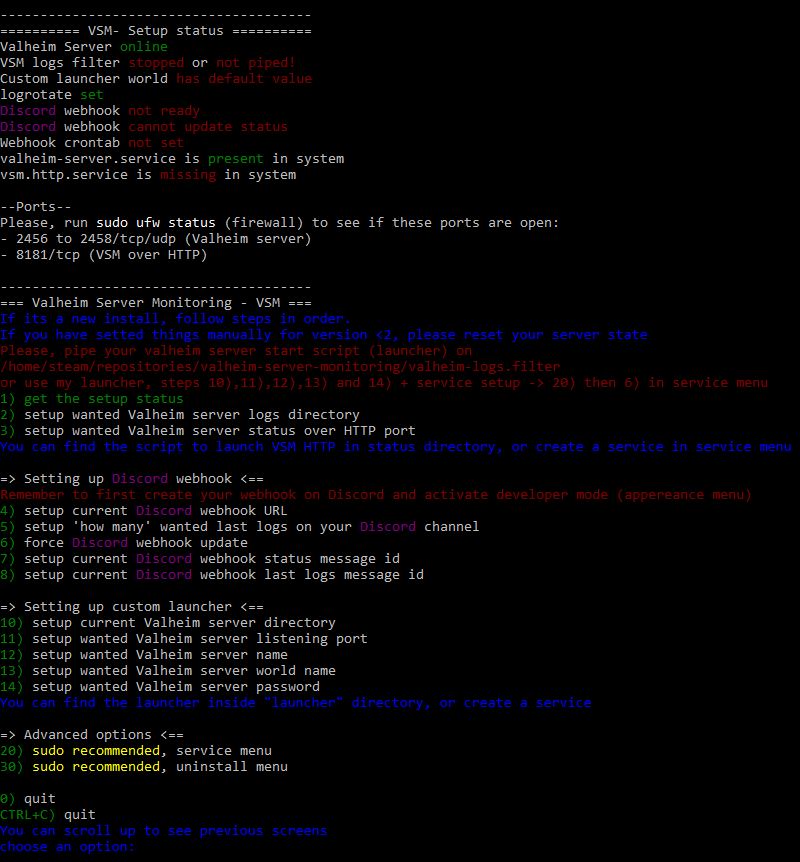 ---------------------------------------
========== VSM- Setup status ==========
Valheim Server online
VSM logs filter stopped or not piped!
Custom launcher world has default value
logrotate set
Discord webhook not ready
Discord webhook cannot update status
Webhook crontab not set
valheim-server.service is present in system
vsm.http.service is missing in system
--Ports--
Please, run sudo ufw status (firewall) to see if these ports are open:
- 2456 to 2458/tcp/udp (Valheim server)
- 8181/tcp (VSM over HTTP)
---------------------------------------
=== Valheim Server Monitoring - VSM ===
If its a new install, follow steps in order.
If you have setted things manually for version <2, please reset your server state
Please, pipe your valheim server start script (launcher) on
/home/steam/repositories/valheim-server-monitoring/valheim-logs.filter
or use my launcher, steps 10),11),12),13) and 14) + service setup -> 20) then 6) in service menu
1) get the setup status
2) setup wanted Valheim server logs directory
3) setup wanted Valheim server status over HTTP port
You can find the script to launch VSM HTTP in status directory, or create a service in service menu
=> Setting up Discord webhook <==
Remember to first create your webhook on Discord and activate developer mode (appereance menu)
4) setup current Discord webhook URL
5) setup 'how many' wanted last logs on your Discord channel
6) force Discord webhook update
7) setup current Discord webhook status message id
8) setup current Discord webhook last logs message id
=> Setting up custom launcher <==
10) setup current Valheim server directory
11) setup wanted Valheim server listening port
12) setup wanted Valheim server name
13) setup wanted Valheim server world name
14) setup wanted Valheim server password
You can find the launcher inside "launcher" directory, or create a service
=> Advanced options <==
20) sudo recommended, service menu
30) sudo recommended, uninstall menu
0) quit
CTRL+C) quit
You can scroll up to see previous screens
choose an option: